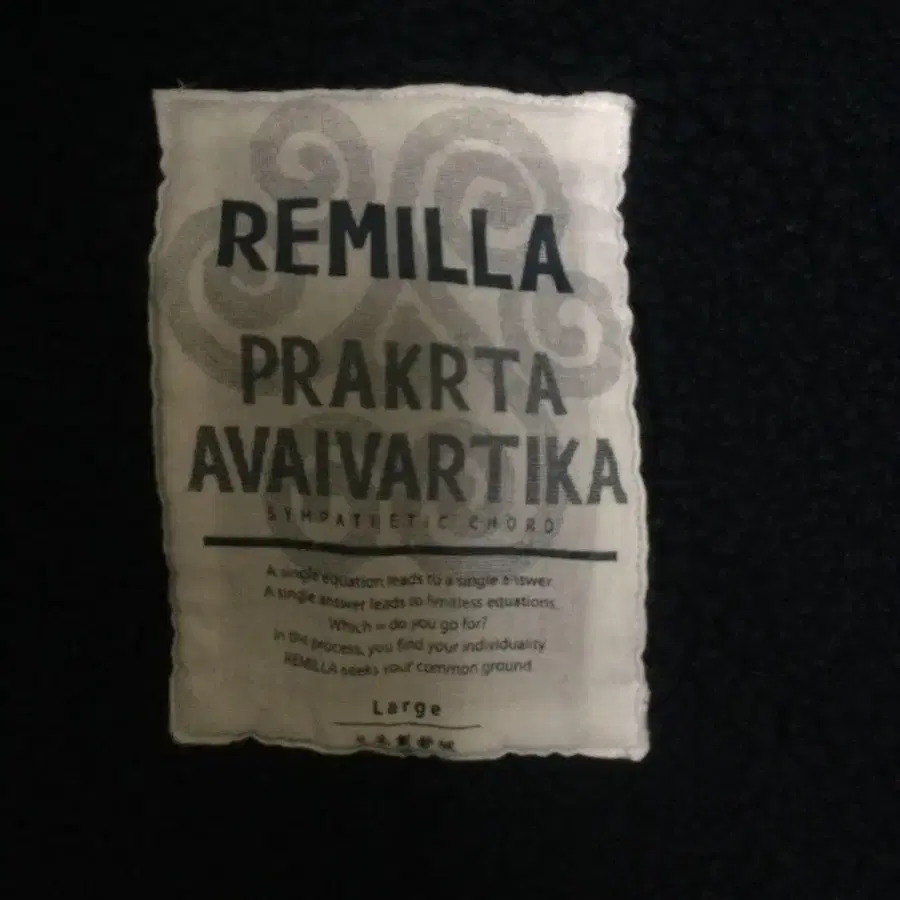 REMILLA
PRAKRTA
AVAIVARTIKA
SYMPATHETIC CHORD
A single equation leads to a single answer.
A single answer leads to limitless equations.
Which = do you go for?
In the process, you find your individuality.
REMILLA seeks your common ground
Large